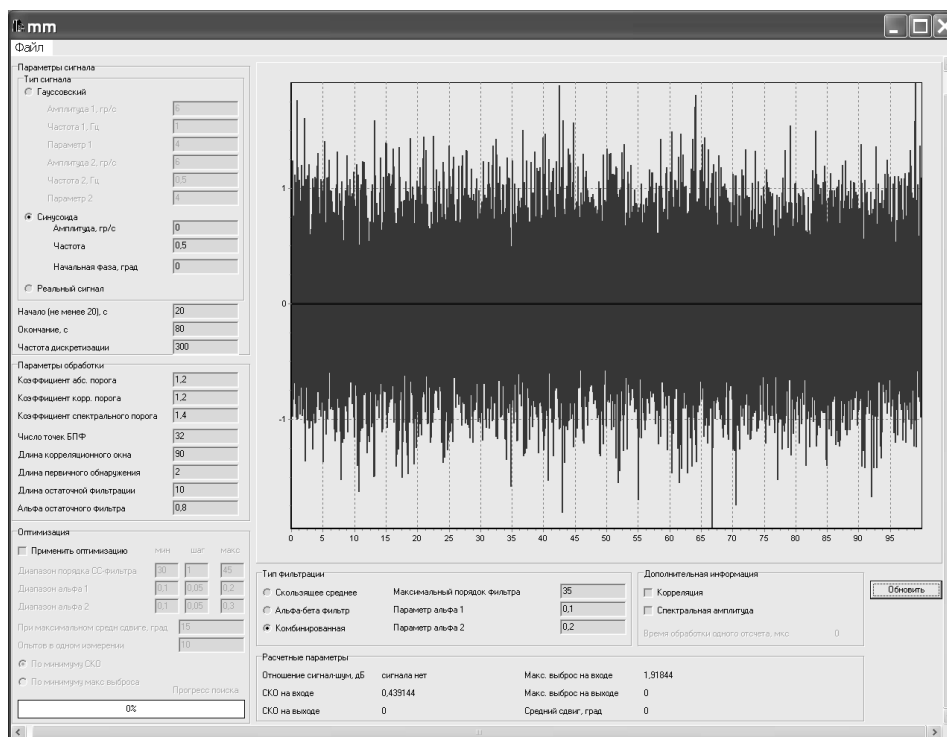 mm
Файл
Параметры сигнала
Тип сигнала
Гауссовский
Амплитуда 1, гр/с 6
Частота 1, Гц 1
Параметр 1 4
Амплитуда 2, гр/с 6
Частота 2, Гц 0,5
Параметр 2 4
Синусоида
Амплитуда, гр/с 0
Частота 0,5
Начальная фаза, град 0
Реальный сигнал
Начало (не менее 20), с 20
Окончание, с 80
Частота дискретизации 300
Параметры обработки
Коэффициент абс. порога 1,2
Коэффициент корр. порога 1,2
Коэффициент спектрального порога 1,4
Число точек БПФ 32
Длина корреляционного окна 90
Длина первичного обнаружения 2
Длина остаточной фильтрации 10
Альфа остаточного фильтра 0,8
Оптимизация
Применить оптимизацию мин шаг макс
Диапазон порядка СС-фильтра 30 1 45
Диапазон альфа 1 0,1 0,05 0,2
Диапазон альфа 2 0,1 0,05 0,3
При максимальном средн сдвиге, град 15
Опытов в одном измерении 10
По минимуму СКО
По минимуму макс выброса
Прогресс поиска
0%
1
0
-1
0 5 10 15 20 25 30 35 40 45 50 55 60 65 70 75 80 85 90 95
Тип фильтрации
Скользящее среднее
Альфа-бета фильтр
Комбинированная
Максимальный порядок фильтра 35
Параметр альфа 1 0,1
Параметр альфа 2 0,2
Дополнительная информация
Корреляция
Спектральная амплитуда
Время обработки одного отсчета, мкс 0
Обновить
Расчетные параметры
Отношение сигнал-шум, дБ сигнала нет Макс. выброс на входе 1,91844
СКО на входе 0,439144 Макс. выброс на выходе 0
СКО на выходе 0 Средний сдвиг, град 0